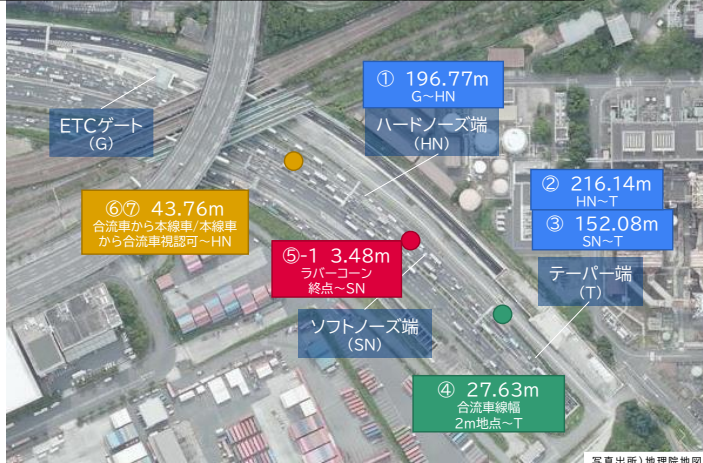 ① 196.77m
G～HN
ETCゲート
(G)
ハードノーズ端
(HN)
② 216.14m
HN～T
③ 152.08m
SN～T
⑥⑦ 43.76m
合流車から本線車/本線車
から合流車視認可～HN
⑤-1 3.48m
ラバーコーン
終点～SN
テーパー端
(T)
ソフトノーズ端
(SN)
④ 27.63m
合流車線幅
2m地点～T
写真出所)地理院地図